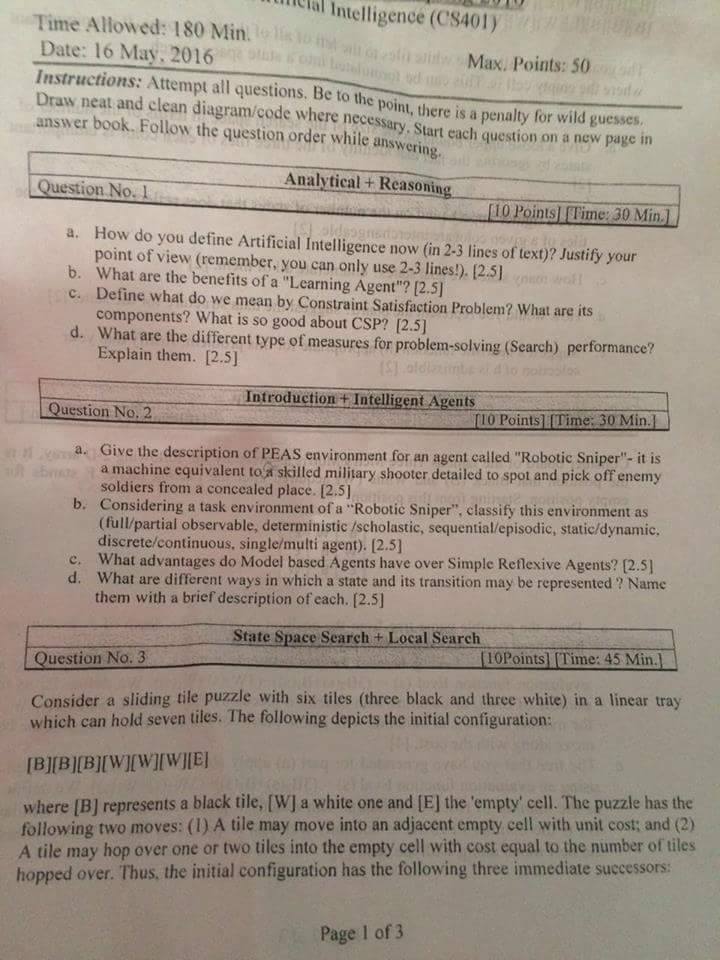 Intelligence (CS401)
Time Allowed: 180 Min.
Date: 16 May, 2016
Max. Points: 50
Instructions: Attempt all questions. Be to the point, there is a penalty for wild guesses.
Draw neat and clean diagram/code where necessary. Start each question on a new page in
answer book. Follow the question order while answering.
Analytical + Reasoning
Question No. 1
[10 Points] [Time: 30 Min.]
a. How do you define Artificial Intelligence now (in 2-3 lines of text)? Justify your
point of view (remember, you can only use 2-3 lines!). [2.5]
b. What are the benefits of a "Learning Agent"? [2.5]
c. Define what do we mean by Constraint Satisfaction Problem? What are its
components? What is so good about CSP? [2.5]
d. What are the different type of measures for problem-solving (Search) performance?
Explain them. [2.5]
Introduction + Intelligent Agents
Question No. 2
[10 Points] [Time: 30 Min.]
a. Give the description of PEAS environment for an agent called "Robotic Sniper"- it is
a machine equivalent to a skilled military shooter detailed to spot and pick off enemy
soldiers from a concealed place. [2.5]
b. Considering a task environment of a "Robotic Sniper", classify this environment as
(full/partial observable, deterministic /scholastic, sequential/episodic, static/dynamic,
discrete/continuous, single/multi agent). [2.5]
c. What advantages do Model based Agents have over Simple Reflexive Agents? [2.5]
d. What are different ways in which a state and its transition may be represented ? Name
them with a brief description of each. [2.5]
State Space Search + Local Search
Question No. 3
[10Points] [Time: 45 Min.]
Consider a sliding tile puzzle with six tiles (three black and three white) in a linear tray
which can hold seven tiles. The following depicts the initial configuration:
[B][B][B][W][W][W][E]
where [B] represents a black tile, [W] a white one and [E] the 'empty' cell. The puzzle has the
following two moves: (1) A tile may move into an adjacent empty cell with unit cost; and (2)
A tile may hop over one or two tiles into the empty cell with cost equal to the number of tiles
hopped over. Thus, the initial configuration has the following three immediate successors:
Page 1 of 3